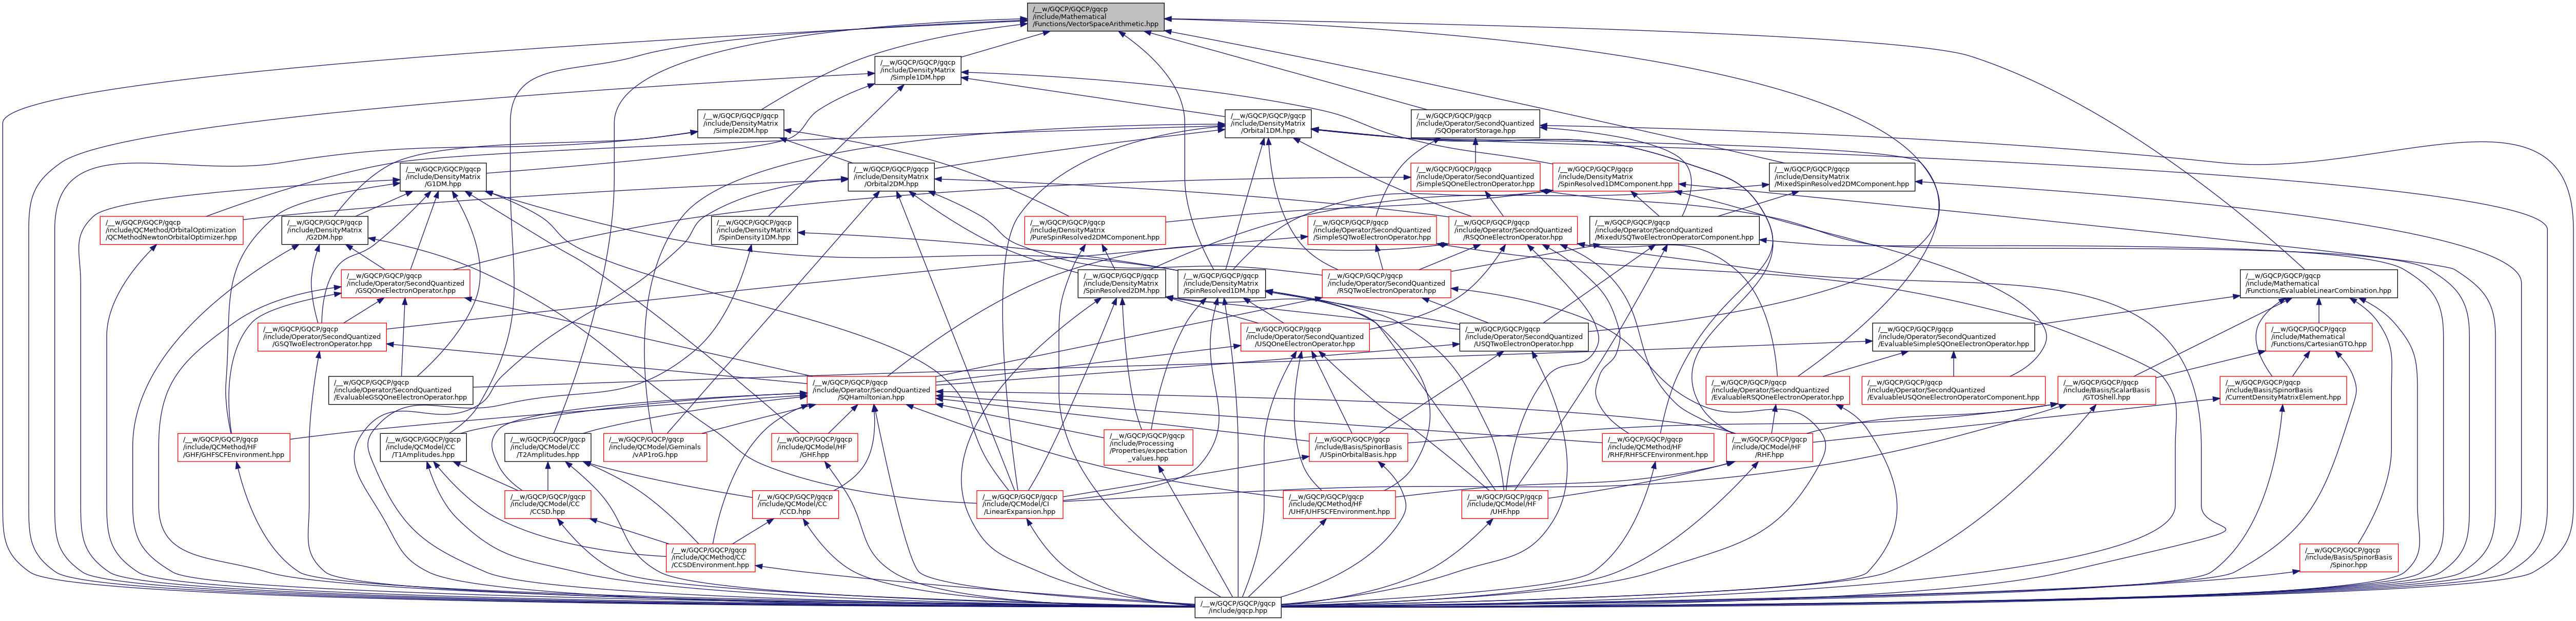 /__w/GQCP/GQCP/gqcp
/include/Mathematical
/Functions/VectorSpaceArithmetic.hpp
/__w/GQCP/GQCP/gqcp
/include/DensityMatrix
/Simple1DM.hpp
/__w/GQCP/GQCP/gqcp
/include/DensityMatrix
/Simple2DM.hpp
/__w/GQCP/GQCP/gqcp
/include/DensityMatrix
/Orbital1DM.hpp
/__w/GQCP/GQCP/gqcp
/include/Operator/SecondQuantized
/SQOperatorStorage.hpp
/__w/GQCP/GQCP/gqcp
/include/DensityMatrix
/G1DM.hpp
/__w/GQCP/GQCP/gqcp
/include/DensityMatrix
/Orbital2DM.hpp
/__w/GQCP/GQCP/gqcp
/include/Operator/SecondQuantized
/SimpleSQOneElectronOperator.hpp
/__w/GQCP/GQCP/gqcp
/include/DensityMatrix
/SpinResolved1DMComponent.hpp
/__w/GQCP/GQCP/gqcp
/include/DensityMatrix
/MixedSpinResolved2DMComponent.hpp
/__w/GQCP/GQCP/gqcp
/include/QCMethod/OrbitalOptimization
/QCMethodNewtonOrbitalOptimizer.hpp
/__w/GQCP/GQCP/gqcp
/include/DensityMatrix
/G2DM.hpp
/__w/GQCP/GQCP/gqcp
/include/DensityMatrix
/SpinDensity1DM.hpp
/__w/GQCP/GQCP/gqcp
/include/DensityMatrix
/PureSpinResolved2DMComponent.hpp
/__w/GQCP/GQCP/gqcp
/include/Operator/SecondQuantized
/SimpleSQTwoElectronOperator.hpp
/__w/GQCP/GQCP/gqcp
/include/Operator/SecondQuantized
/RSQOneElectronOperator.hpp
/__w/GQCP/GQCP/gqcp
/include/Operator/SecondQuantized
/MixedUSQTwoElectronOperatorComponent.hpp
/__w/GQCP/GQCP/gqcp
/include/Operator/SecondQuantized
/GSQOneElectronOperator.hpp
/__w/GQCP/GQCP/gqcp
/include/DensityMatrix
/SpinResolved2DM.hpp
/__w/GQCP/GQCP/gqcp
/include/DensityMatrix
/SpinResolved1DM.hpp
/__w/GQCP/GQCP/gqcp
/include/Operator/SecondQuantized
/RSQTwoElectronOperator.hpp
/__w/GQCP/GQCP/gqcp
/include/Mathematical
/Functions/EvaluableLinearCombination.hpp
/__w/GQCP/GQCP/gqcp
/include/Operator/SecondQuantized
/GSQTwoElectronOperator.hpp
/__w/GQCP/GQCP/gqcp
/include/Operator/SecondQuantized
/USQOneElectronOperator.hpp
/__w/GQCP/GQCP/gqcp
/include/Operator/SecondQuantized
/USQTwoElectronOperator.hpp
/__w/GQCP/GQCP/gqcp
/include/Operator/SecondQuantized
/EvaluableSimpleSQOneElectronOperator.hpp
/__w/GQCP/GQCP/gqcp
/include/Mathematical
/Functions/CartesianGTO.hpp
/__w/GQCP/GQCP/gqcp
/include/Operator/SecondQuantized
/EvaluableGSQOneElectronOperator.hpp
/__w/GQCP/GQCP/gqcp
/include/Operator/SecondQuantized
/SQHamiltonian.hpp
/__w/GQCP/GQCP/gqcp
/include/Operator/SecondQuantized
/EvaluableRSQOneElectronOperator.hpp
/__w/GQCP/GQCP/gqcp
/include/Operator/SecondQuantized
/EvaluableUSQOneElectronOperatorComponent.hpp
/__w/GQCP/GQCP/gqcp
/include/Basis/ScalarBasis
/GTOShell.hpp
/__w/GQCP/GQCP/gqcp
/include/Basis/SpinorBasis
/CurrentDensityMatrixElement.hpp
/__w/GQCP/GQCP/gqcp
/include/QCMethod/HF
/GHF/GHFSCFEnvironment.hpp
/__w/GQCP/GQCP/gqcp
/include/QCModel/CC
/T1Amplitudes.hpp
/__w/GQCP/GQCP/gqcp
/include/QCModel/CC
/T2Amplitudes.hpp
/__w/GQCP/GQCP/gqcp
/include/QCModel/Geminals
/vAP1roG.hpp
/__w/GQCP/GQCP/gqcp
/include/QCModel/HF
/GHF.hpp
/__w/GQCP/GQCP/gqcp
/include/Processing
/Properties/expectation
_values.hpp
/__w/GQCP/GQCP/gqcp
/include/Basis/SpinorBasis
/USpinOrbitalBasis.hpp
/__w/GQCP/GQCP/gqcp
/include/QCMethod/HF
/RHF/RHFSCFEnvironment.hpp
/__w/GQCP/GQCP/gqcp
/include/QCModel/HF
/RHF.hpp
/__w/GQCP/GQCP/gqcp
/include/QCModel/CC
/CCSD.hpp
/__w/GQCP/GQCP/gqcp
/include/QCModel/CC
/CCD.hpp
/__w/GQCP/GQCP/gqcp
/include/QCModel/CI
/LinearExpansion.hpp
/__w/GQCP/GQCP/gqcp
/include/QCMethod/HF
/UHF/UHFSCFEnvironment.hpp
/__w/GQCP/GQCP/gqcp
/include/QCModel/HF
/UHF.hpp
/__w/GQCP/GQCP/gqcp
/include/QCMethod/CC
/CCSDEnvironment.hpp
/__w/GQCP/GQCP/gqcp
/include/Basis/SpinorBasis
/Spinor.hpp
/__w/GQCP/GQCP/gqcp
/include/gqcp.hpp